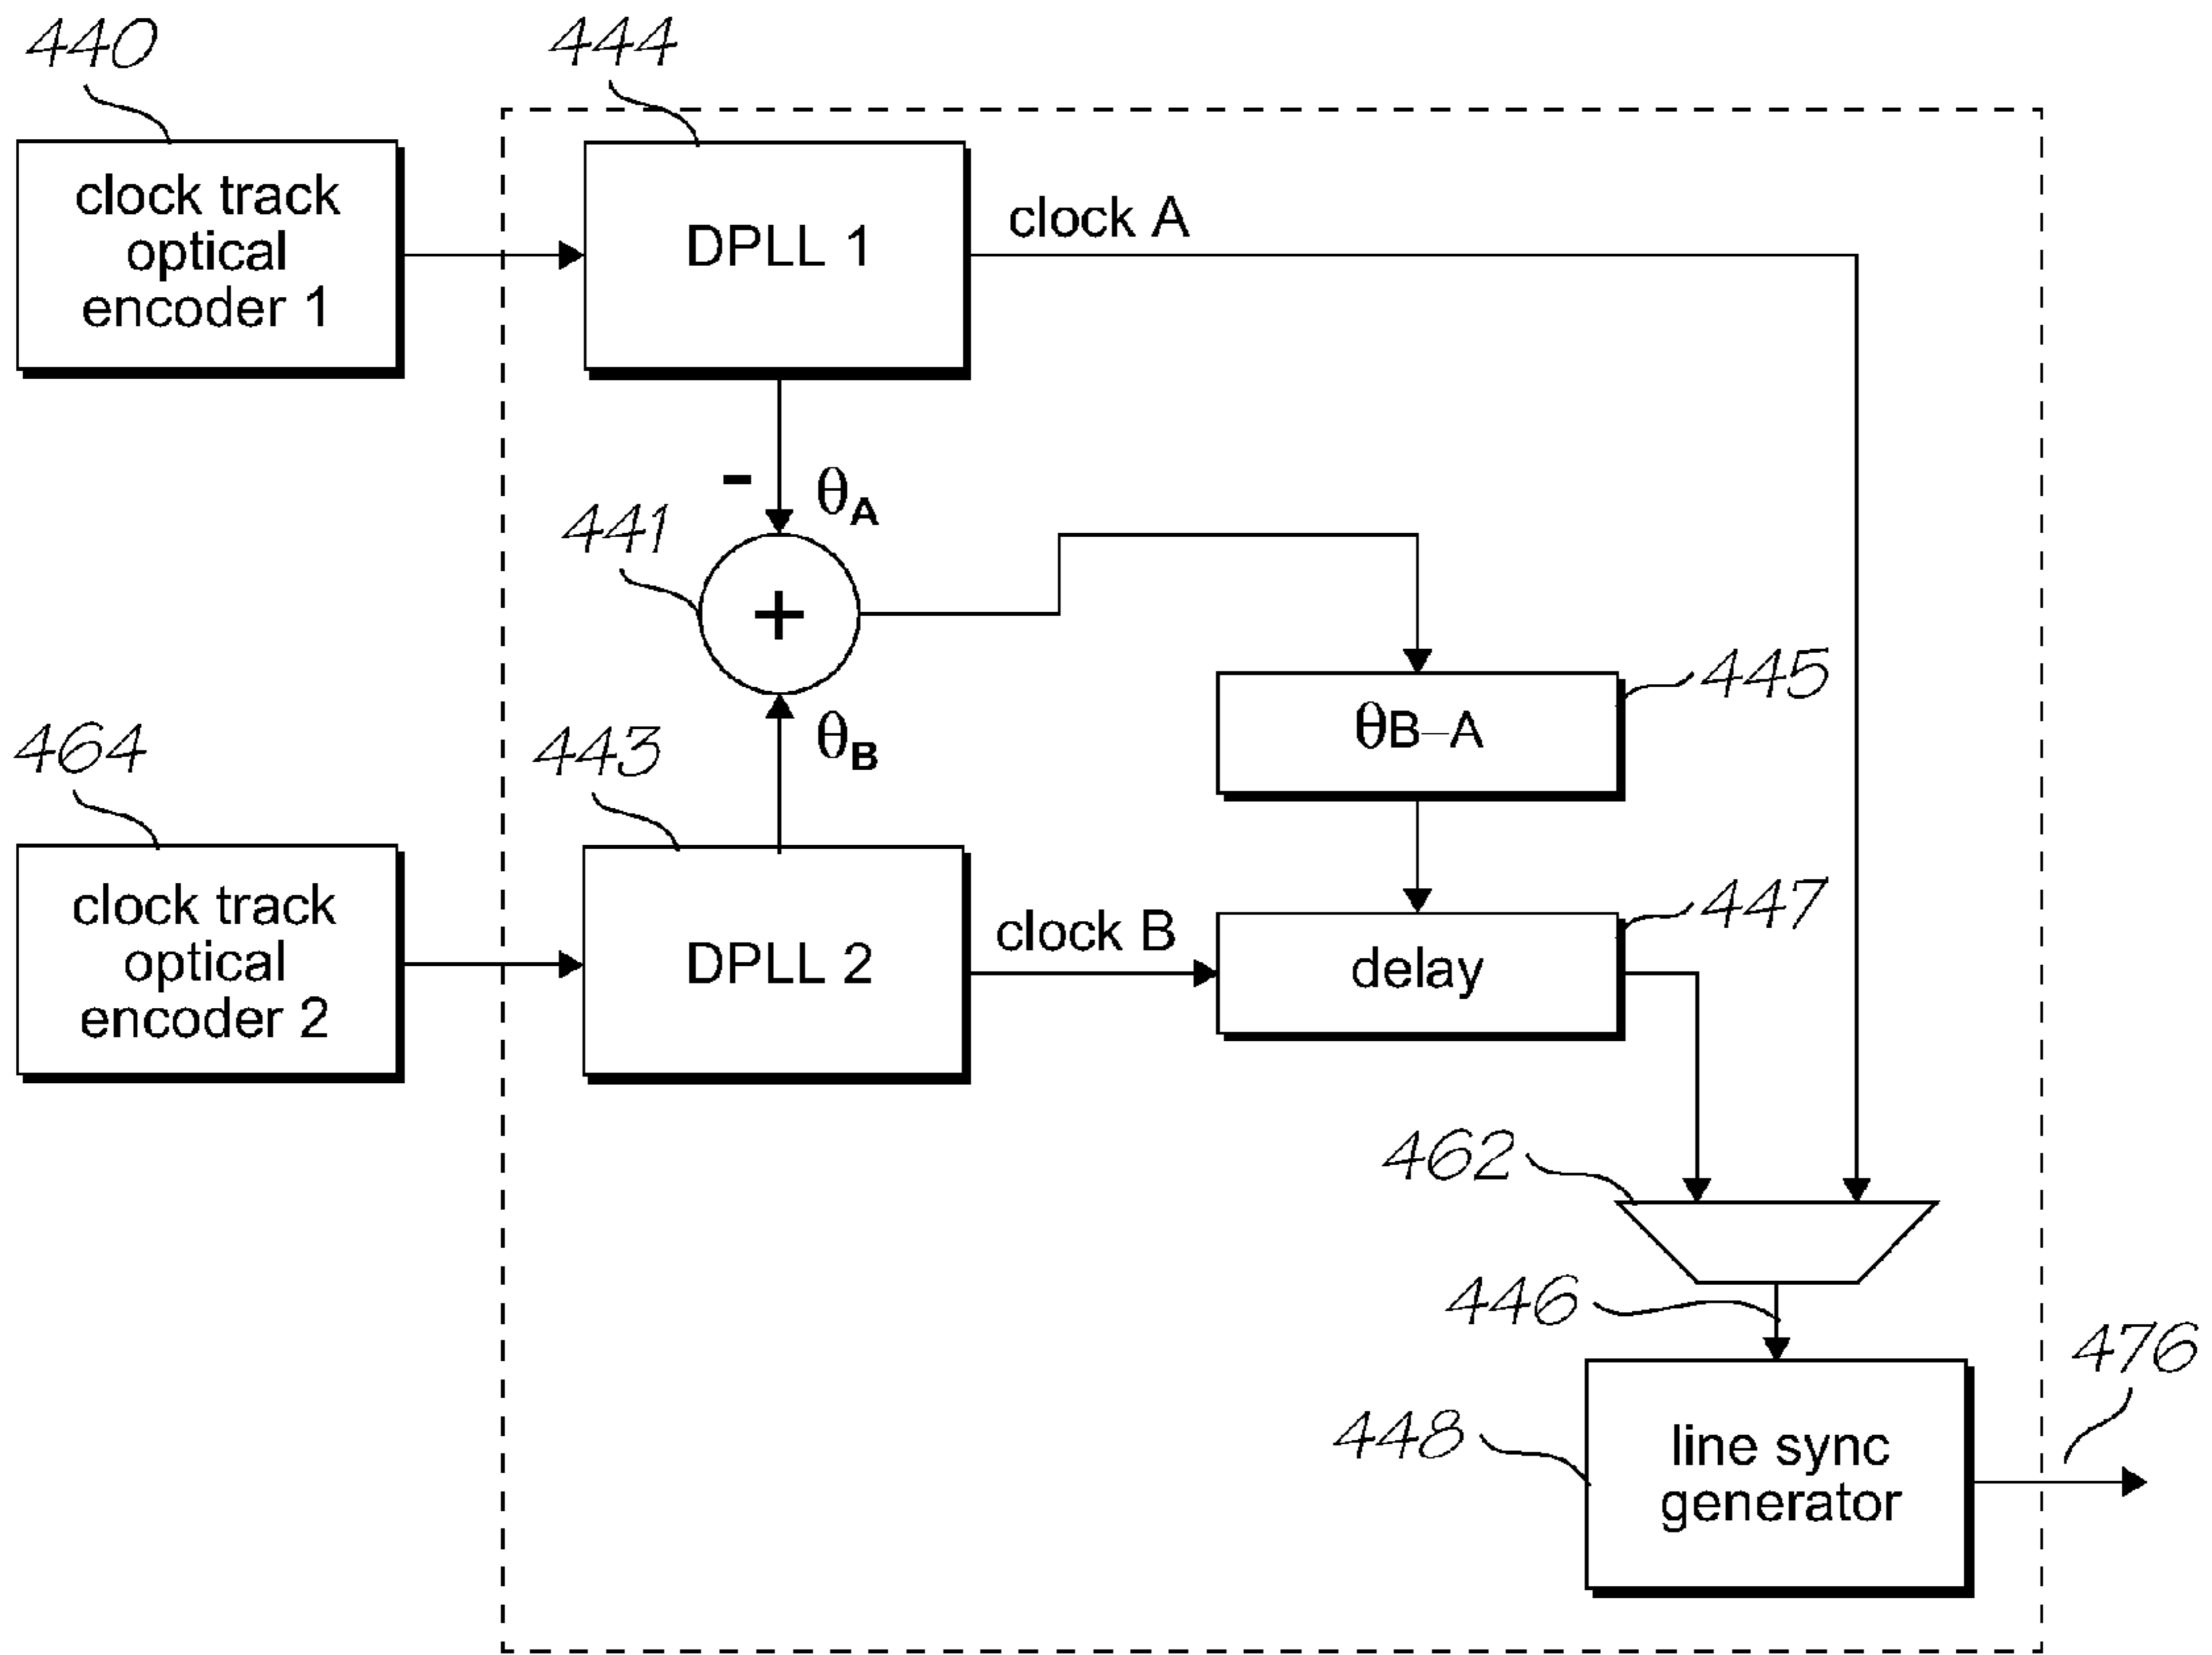 440
444
clock track
optical
encoder 1
DPLL 1
clock A
- θA
441
+
445
θB–A
464
443
θB
clock track
optical
encoder 2
DPLL 2
clock B
447
delay
462
446
476
448
line sync
generator